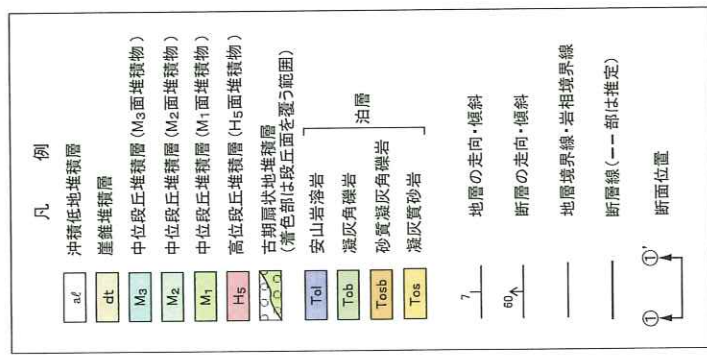 凡 例
aℓ 沖積低地堆積層
dt 崖錐堆積層
M3 中位段丘堆積層(M3面堆積物)
M2 中位段丘堆積層(M2面堆積物)
M1 中位段丘堆積層(M1面堆積物)
H5 高位段丘堆積層(H5面堆積物)
古期扇状地堆積層
(着色部は段丘面を覆う範囲)
Tol 安山岩溶岩
Tob 凝灰角礫岩
Tosb 砂質凝灰角礫岩
Tos 凝灰質砂岩
泊層
7 地層の走向・傾斜
60 断層の走向・傾斜
地層境界線・岩相境界線
断層線(ーー部は推定)
① ①' 断面位置